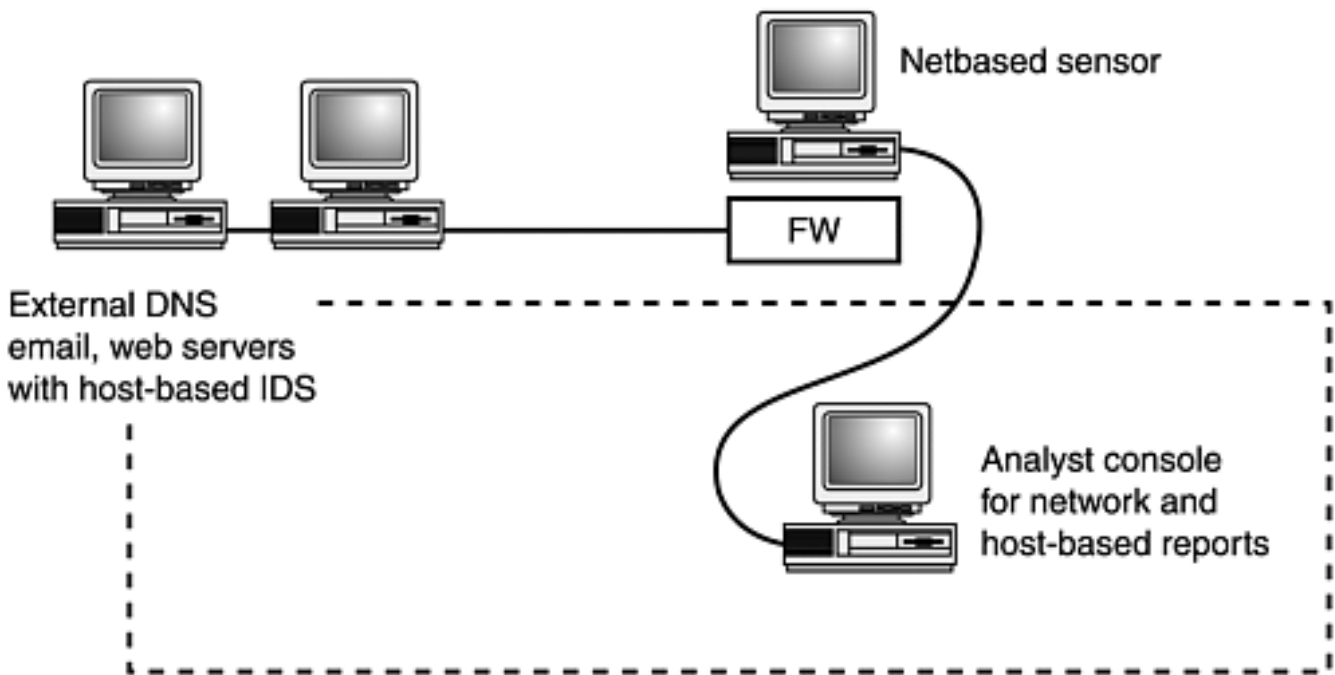 Netbased sensor
FW
External DNS
email, web servers
with host-based IDS
Analyst console
for network and
host-based reports